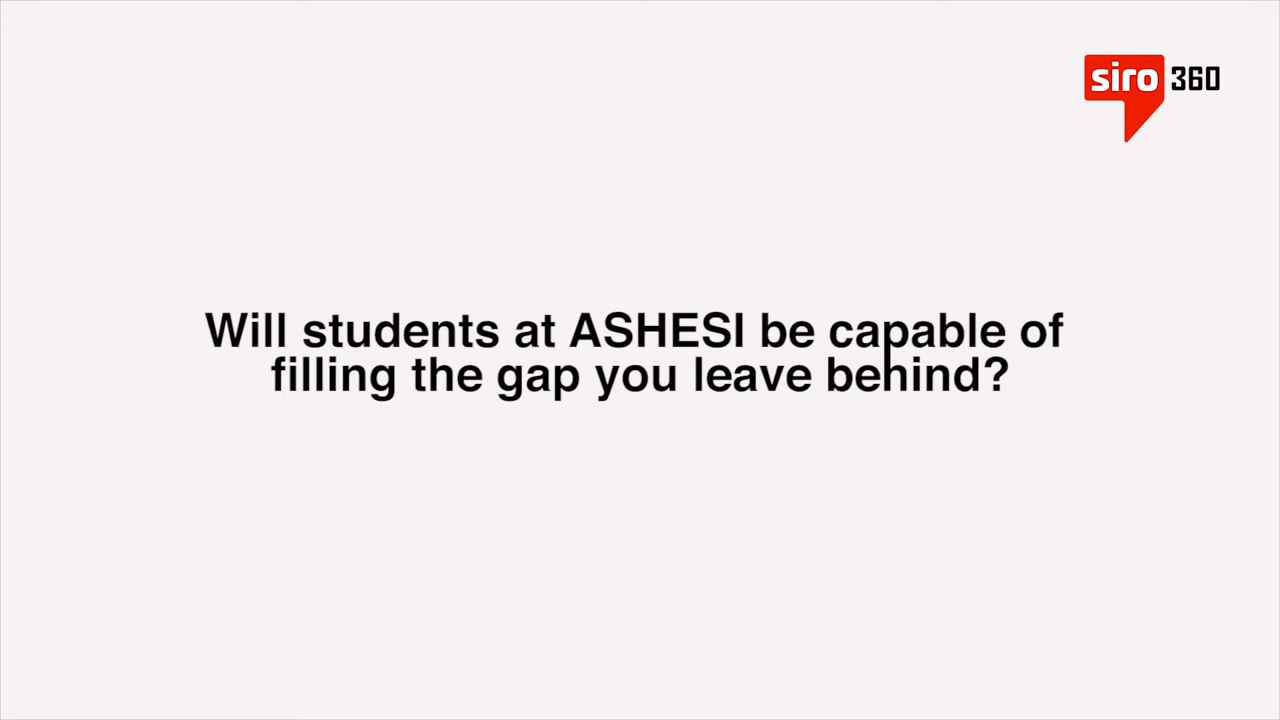 siro 360
Will students at ASHESI be capable of
filling the gap you leave behind?